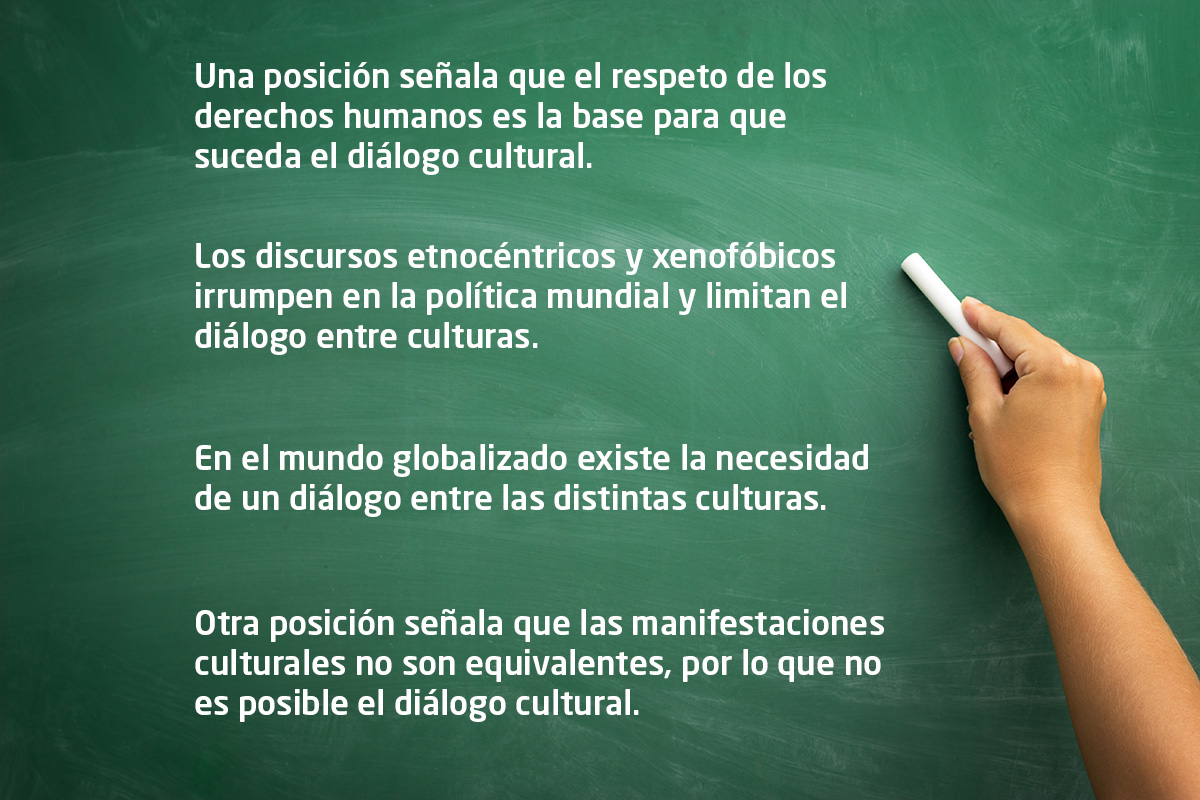 Una posición señala que el respeto de los
derechos humanos es la base para que
suceda el diálogo cultural.
Los discursos etnocéntricos y xenofóbicos
irrumpen en la política mundial y limitan el
diálogo entre culturas.
En el mundo globalizado existe la necesidad
de un diálogo entre las distintas culturas.
Otra posición señala que las manifestaciones
culturales no son equivalentes, por lo que no
es posible el diálogo cultural.